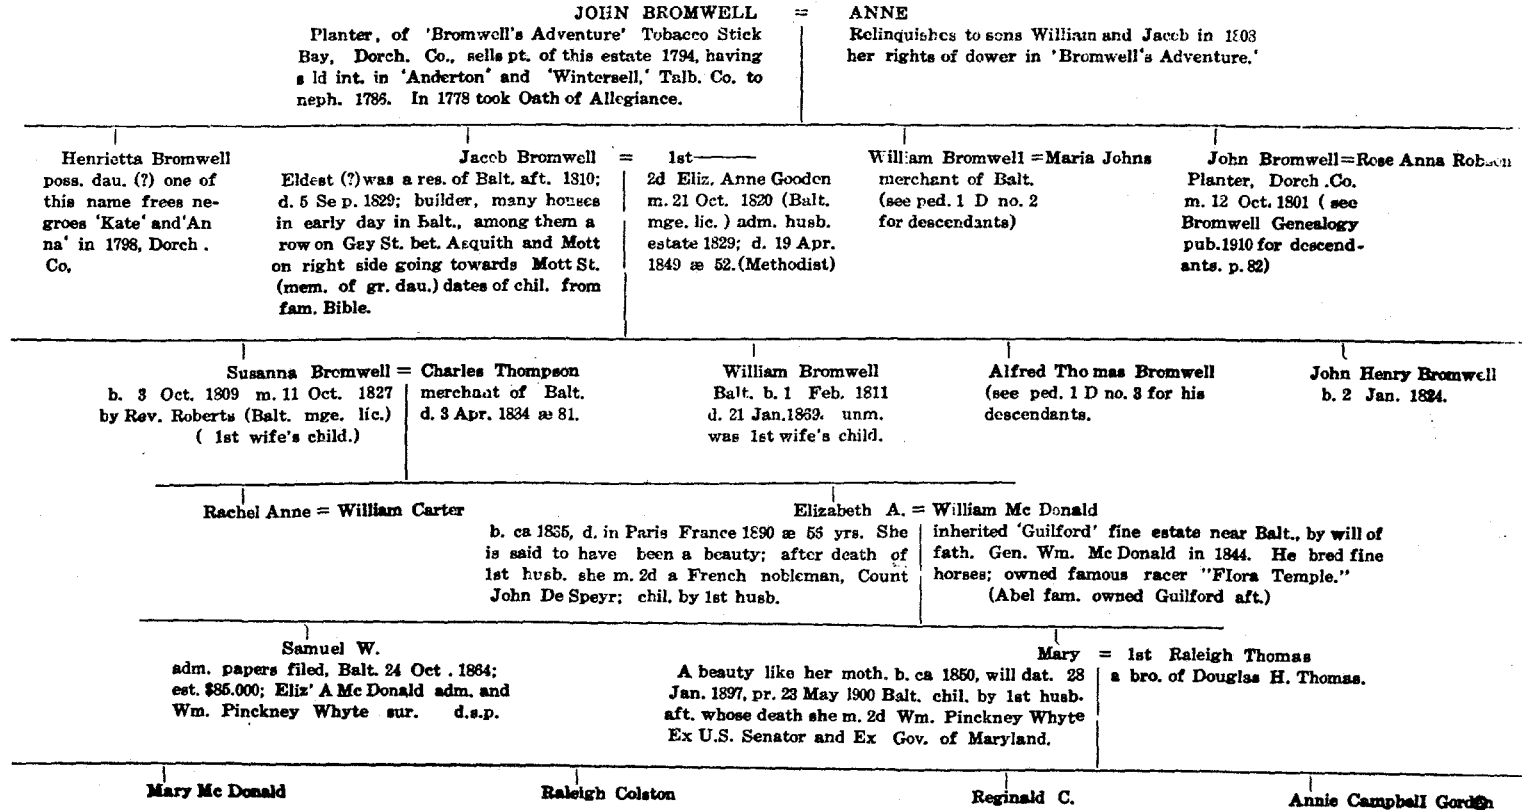 JOHN BROMWELL = ANNE
Planter, of 'Bromwell's Adventure' Tobacco Stick
Bay, Dorch. Co., sells pt. of this estate 1794, having
s ld int. in 'Anderton' and 'Wintersell,' Talb. Co. to
neph. 1786. In 1778 took Oath of Allegiance.
Relinquishes to sons William and Jacob in 1803
her rights of dower in 'Bromwell's Adventure.'
Henrietta Bromwell
poss. dau. (?) one of
this name frees ne-
groes 'Kate' and 'An
na' in 1798, Dorch .
Co,
Jacob Bromwell =
Eldest (?) was a res. of Balt. aft. 1810;
d. 5 Sep. 1829; builder, many houses
in early day in Balt., among them a
row on Gay St. bet. Asquith and Mott
on right side going towards Mott St.
(mem. of gr. dau.) dates of chil. from
fam. Bible.
1st———
2d Eliz. Anne Gooden
m. 21 Oct. 1820 (Balt.
mge. lic. ) adm. husb.
estate 1829; d. 19 Apr.
1849 æ 52. (Methodist)
William Bromwell = Maria Johns
merchant of Balt.
(see ped. 1 D no. 2
for descendants)
John Bromwell = Rose Anna Robson
Planter, Dorch .Co.
m. 12 Oct. 1801 ( see
Bromwell Genealogy
pub. 1910 for descend-
ants. p. 82)
Susanna Bromwell = Charles Thompson
b. 3 Oct. 1809 m. 11 Oct. 1827
by Rev. Roberts (Balt. mge. lic.)
( 1st wife's child.)
merchant of Balt.
d. 3 Apr. 1834 æ 81.
William Bromwell
Balt. b. 1 Feb. 1811
d. 21 Jan. 1869. unm.
was 1st wife's child.
Alfred Thomas Bromwell
(see ped. 1 D no. 3 for his
descendants.
John Henry Bromwell
b. 2 Jan. 1824.
Rachel Anne = William Carter
Elizabeth A. = William Mc Donald
b. ca 1835, d. in Paris France 1890 æ 55 yrs. She
is said to have been a beauty; after death of
1st husb. she m. 2d a French nobleman, Count
John De Speyr; chil. by 1st husb.
inherited 'Guilford' fine estate near Balt., by will of
fath. Gen. Wm. Mc Donald in 1844. He bred fine
horses; owned famous racer "Flora Temple."
(Abel fam. owned Guilford aft.)
Samuel W.
adm. papers filed, Balt. 24 Oct . 1864;
est. $85.000; Eliz' A Mc Donald adm. and
Wm. Pinckney Whyte sur. d.s.p.
Mary = 1st Raleigh Thomas
A beauty like her moth. b. ca 1850, will dat. 28
Jan. 1897, pr. 23 May 1900 Balt. chil. by 1st husb.
aft. whose death she m. 2d Wm. Pinckney Whyte
Ex U.S. Senator and Ex Gov. of Maryland.
a bro. of Douglas H. Thomas.
Mary Mc Donald
Raleigh Colston
Reginald C.
Annie Campbell Gordon